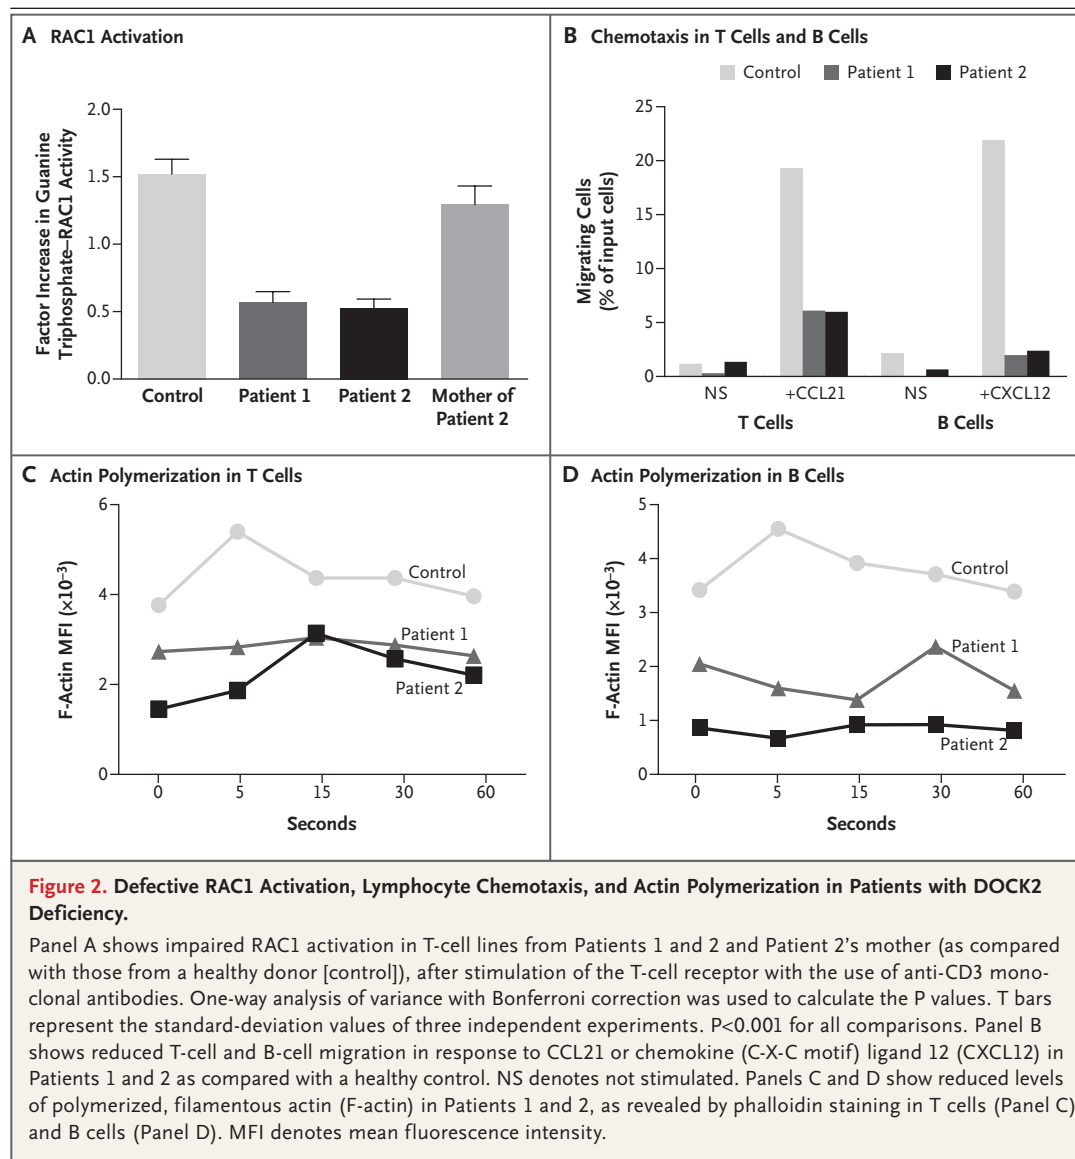 A RAC1 Activation
Factor Increase in Guanine
Triphosphate–RAC1 Activity
2.0
1.5
1.0
0.5
0.0
Control
Patient 1
Patient 2
Mother of
Patient 2
B Chemotaxis in T Cells and B Cells
Control
Patient 1
Patient 2
Migrating Cells
(% of input cells)
25
20
15
10
5
0
NS
+CCL21
NS
+CXCL12
T Cells
B Cells
C Actin Polymerization in T Cells
F-Actin MFI (×10⁻³)
6
4
2
0
Control
Patient 1
Patient 2
0
5
15
30
60
Seconds
D Actin Polymerization in B Cells
F-Actin MFI (×10⁻³)
5
4
3
2
1
0
Control
Patient 1
Patient 2
0
5
15
30
60
Seconds
Figure 2. Defective RAC1 Activation, Lymphocyte Chemotaxis, and Actin Polymerization in Patients with DOCK2
Deficiency.
Panel A shows impaired RAC1 activation in T-cell lines from Patients 1 and 2 and Patient 2's mother (as compared
with those from a healthy donor [control]), after stimulation of the T-cell receptor with the use of anti-CD3 mono-
clonal antibodies. One-way analysis of variance with Bonferroni correction was used to calculate the P values. T bars
represent the standard-deviation values of three independent experiments. P<0.001 for all comparisons. Panel B
shows reduced T-cell and B-cell migration in response to CCL21 or chemokine (C-X-C motif) ligand 12 (CXCL12) in
Patients 1 and 2 as compared with a healthy control. NS denotes not stimulated. Panels C and D show reduced levels
of polymerized, filamentous actin (F-actin) in Patients 1 and 2, as revealed by phalloidin staining in T cells (Panel C)
and B cells (Panel D). MFI denotes mean fluorescence intensity.